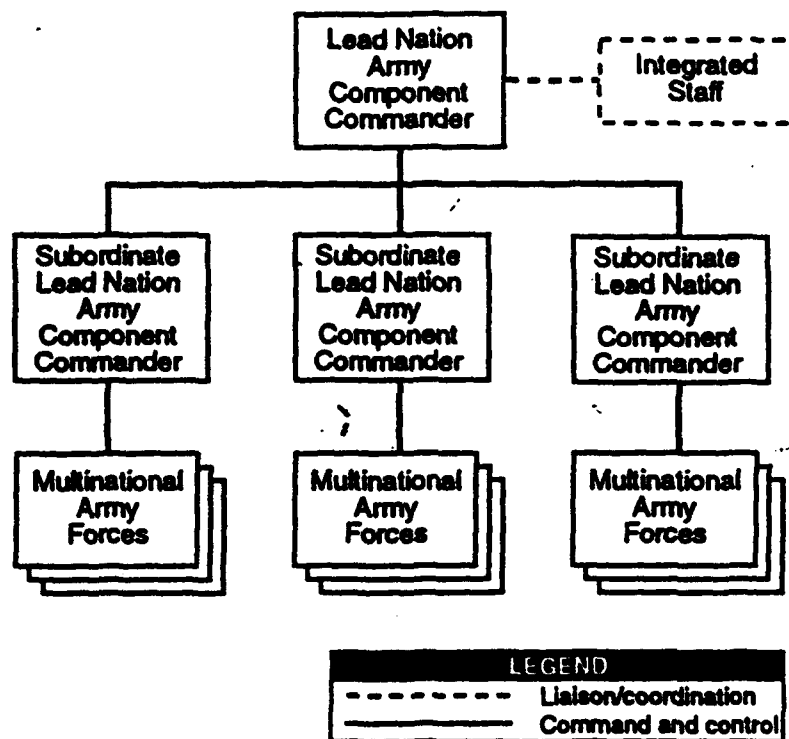 Lead Nation
Army
Component
Commander
Integrated
Staff
Subordinate
Lead Nation
Army
Component
Commander
Subordinate
Lead Nation
Army
Component
Commander
Subordinate
Lead Nation
Army
Component
Commander
Multinational
Army
Forces
Multinational
Army
Forces
Multinational
Army
Forces
LEGEND
Liaison/coordination
Command and control